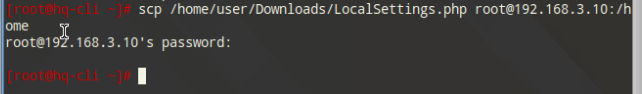 [root@hq-cli ~]# scp /home/user/Downloads/LocalSettings.php root@192.168.3.10:/h
ome
root@192.168.3.10's password:
[root@hq-cli ~]#